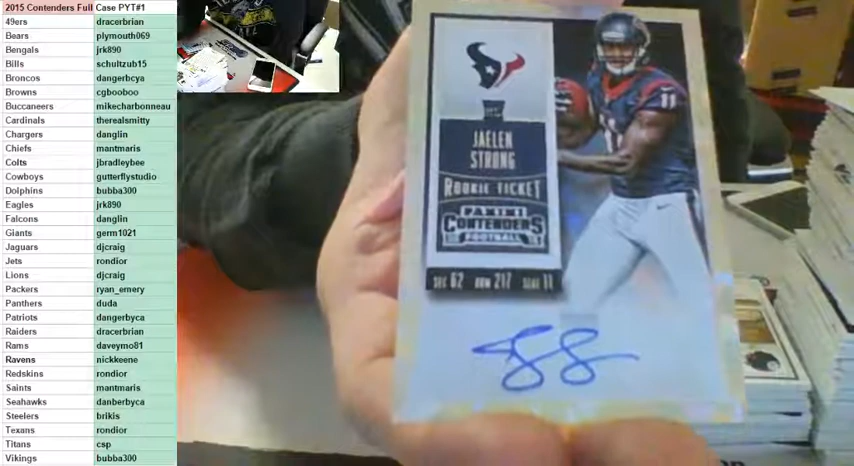 2015 Contenders Full Case PYT#1
49ers dracerbrian
Bears plymouth069
Bengals jrk890
Bills schultzub15
Broncos dangerbcya
Browns cgbooboo
Buccaneers mikecharbonneau
Cardinals therealsmitty
Chargers danglin
Chiefs mantmaris
Colts jbradleybee
Cowboys gutterflystudio
Dolphins bubba300
Eagles jrk890
Falcons danglin
Giants germ1021
Jaguars djcraig
Jets rondior
Lions djcraig
Packers ryan_emery
Panthers duda
Patriots dangerbyca
Raiders dracerbrian
Rams daveymo81
Ravens nickkeene
Redskins rondior
Saints mantmaris
Seahawks danberbyca
Steelers brikis
Texans rondior
Titans csp
Vikings bubba300
JAELEN
STRONG
ROOKIE TICKET
PANINI
CONTENDERS
FOOTBALL
SEC 62 ROW 217 SEAT 11
11